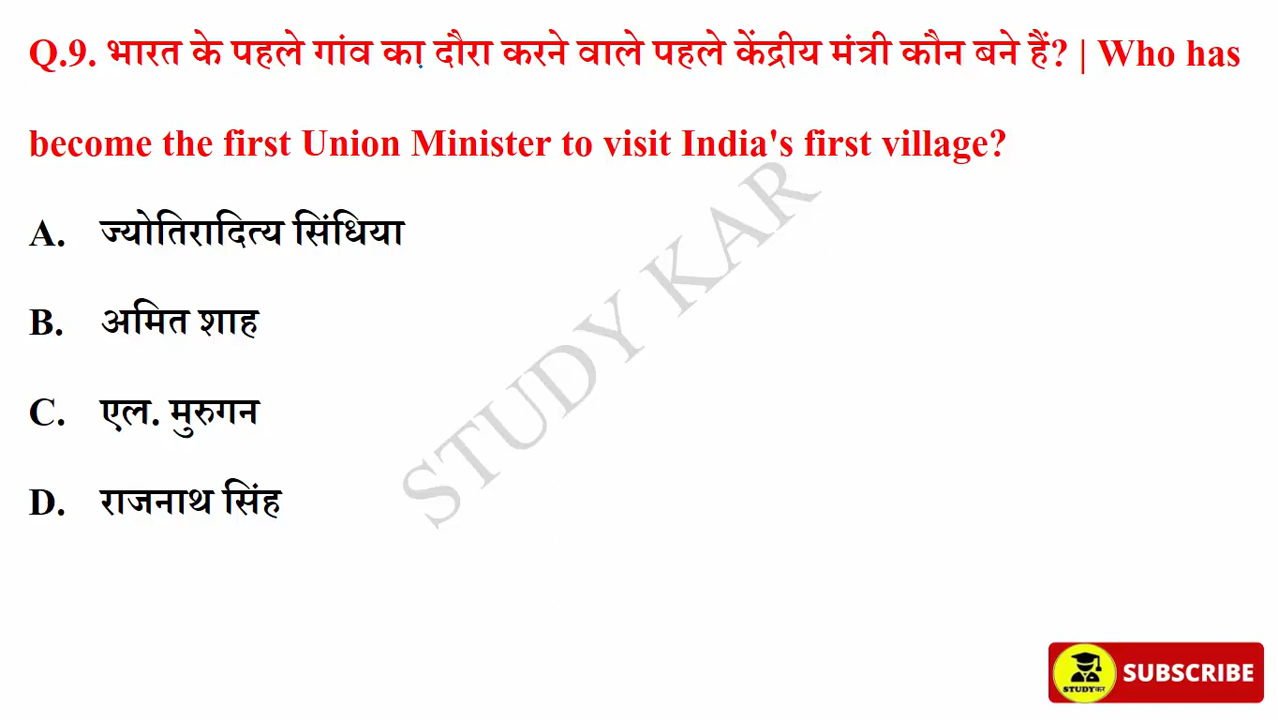 Q.9. भारत के पहले गांव का दौरा करने वाले पहले केंद्रीय मंत्री कौन बने हैं? | Who has
become the first Union Minister to visit India's first village?
A. ज्योतिरादित्य सिंधिया
B. अमित शाह
C. एल. मुरुगन
D. राजनाथ सिंह
STUDY KAR
STUDYकर
SUBSCRIBE